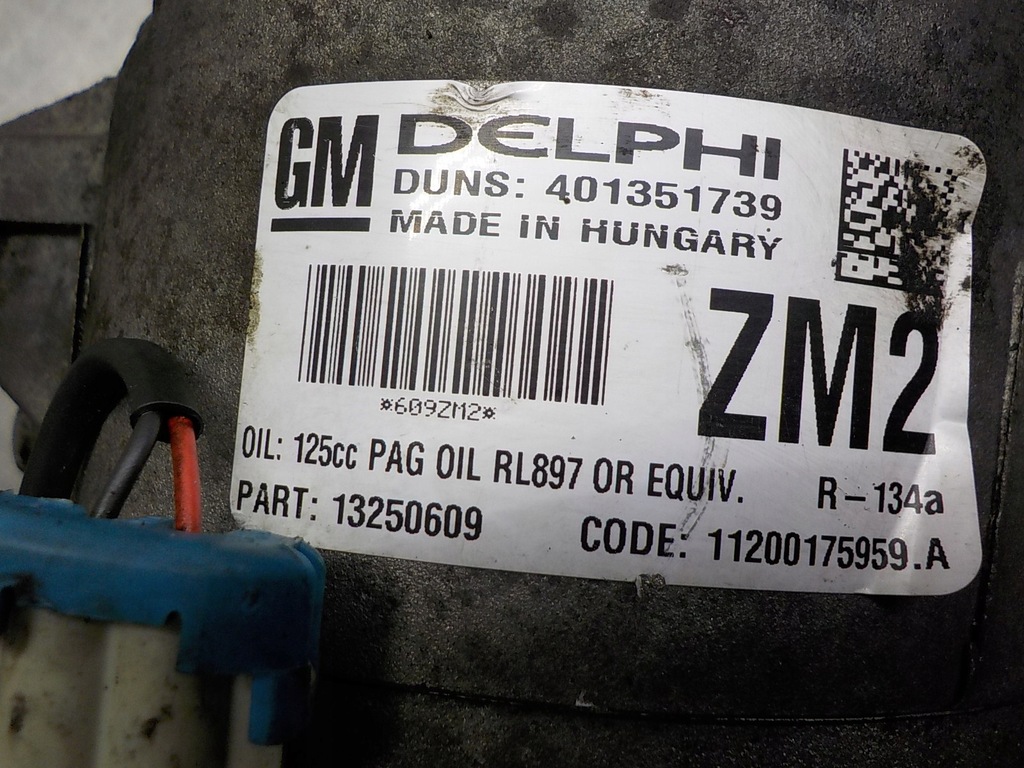 GM DELPHI
DUNS: 401351739
MADE IN HUNGARY
*609ZM2*
ZM2
OIL: 125cc PAG OIL RL897 OR EQUIV. R-134a
PART: 13250609 CODE: 11200175959.A